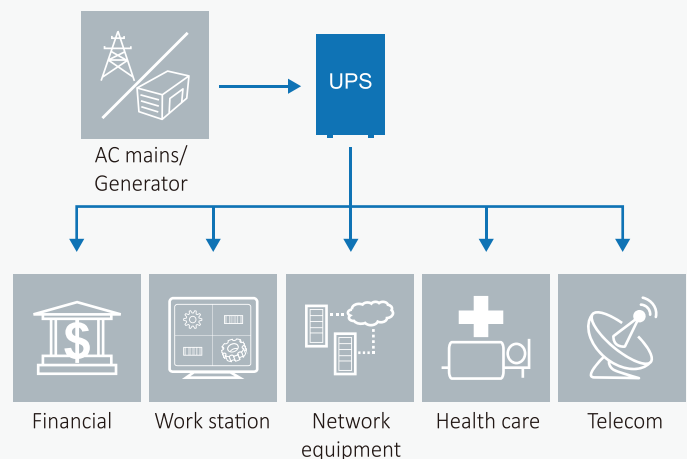 UPS
AC mains/
Generator
$
Financial
Work station
Network
equipment
Health care
Telecom